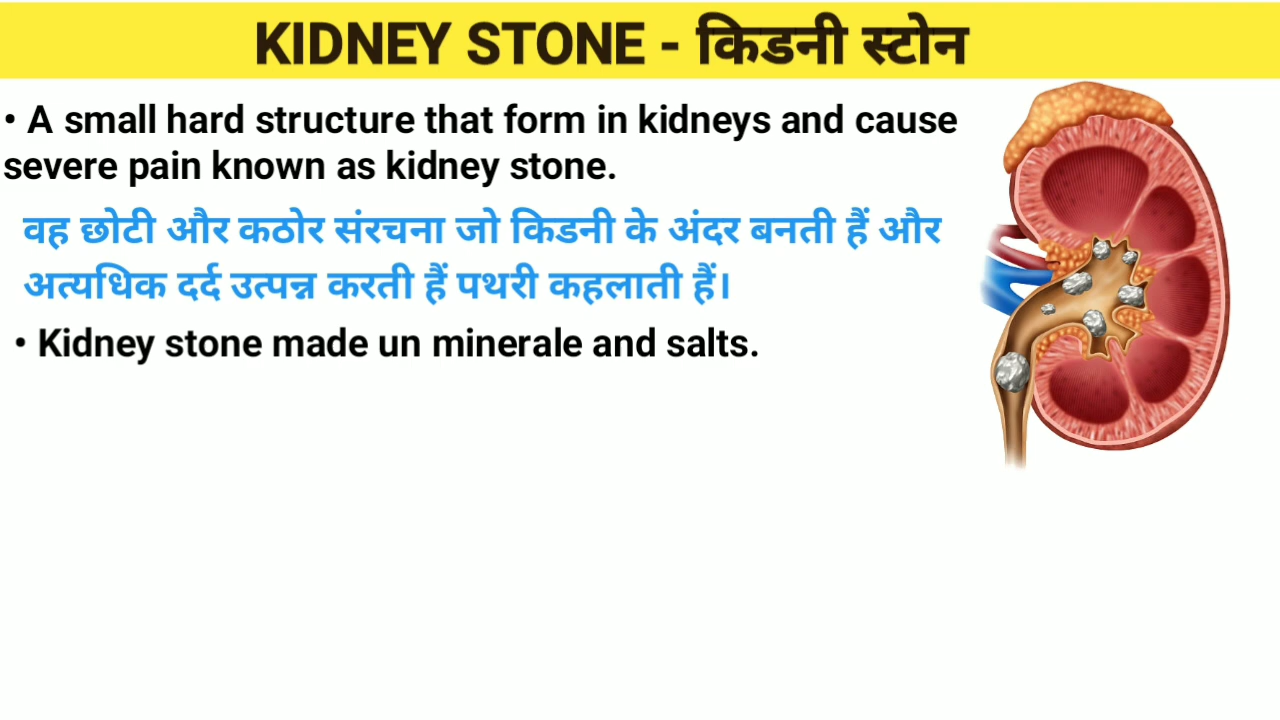 KIDNEY STONE - किडनी स्टोन
• A small hard structure that form in kidneys and cause
severe pain known as kidney stone.
वह छोटी और कठोर संरचना जो किडनी के अंदर बनती हैं और
अत्यधिक दर्द उत्पन्न करती हैं पथरी कहलाती हैं।
• Kidney stone made un minerale and salts.